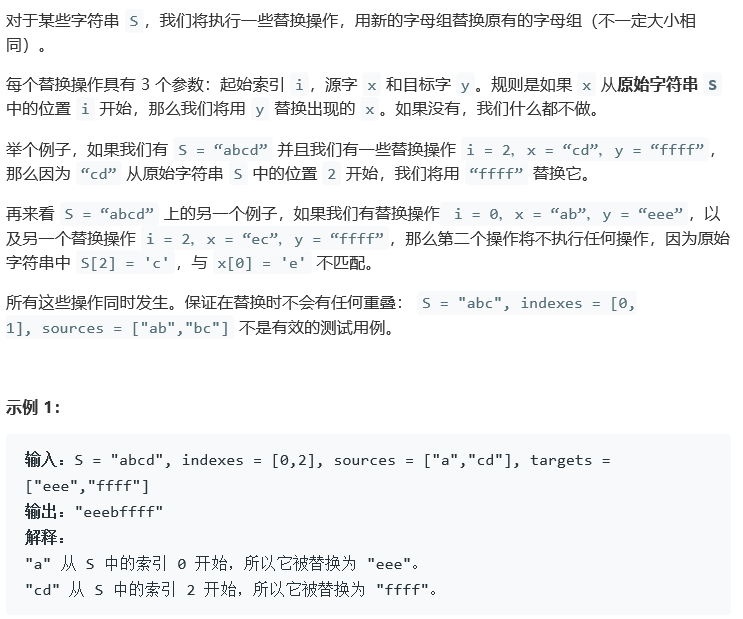 对于某些字符串 S，我们将执行一些替换操作，用新的字母组替换原有的字母组（不一定大小相
同）。
每个替换操作具有 3 个参数：起始索引 i，源字 x 和目标字 y。规则是如果 x 从原始字符串 S
中的位置 i 开始，那么我们将用 y 替换出现的 x。如果没有，我们什么都不做。
举个例子，如果我们有 S = “abcd” 并且我们有一些替换操作 i = 2，x = “cd”，y = “ffff”，
那么因为 “cd” 从原始字符串 S 中的位置 2 开始，我们将用 “ffff” 替换它。
再来看 S = “abcd” 上的另一个例子，如果我们有替换操作 i = 0，x = “ab”，y = “eee”，以
及另一个替换操作 i = 2，x = “ec”，y = “ffff”，那么第二个操作将不执行任何操作，因为原始
字符串中 S[2] = 'c'，与 x[0] = 'e' 不匹配。
所有这些操作同时发生。保证在替换时不会有任何重叠： S = "abc", indexes = [0,
1], sources = ["ab","bc"] 不是有效的测试用例。
示例 1：
输入：S = "abcd", indexes = [0,2], sources = ["a","cd"], targets =
["eee","ffff"]
输出："eeebffff"
解释：
"a" 从 S 中的索引 0 开始，所以它被替换为 "eee"。
"cd" 从 S 中的索引 2 开始，所以它被替换为 "ffff"。